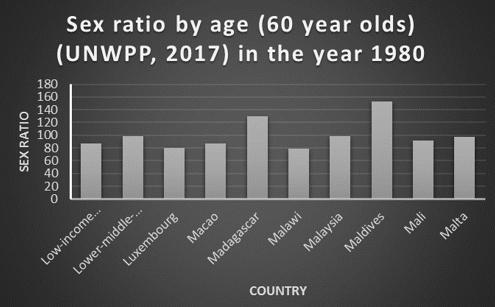 Sex ratio by age (60 year olds)
(UNWPP, 2017) in the year 1980
SEX RATIO
180
160
140
120
100
80
60
40
20
0
Low-income...
Lower-middle-...
Luxembourg
Macao
Madagascar
Malawi
Malaysia
Maldives
Mali
Malta
COUNTRY